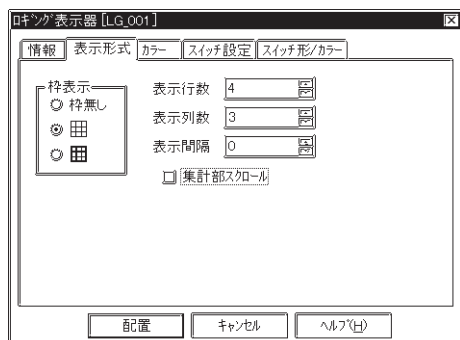 ﾛｷﾞﾝｸﾞ表示器 [LG_001]
情報 表示形式 ｶﾗｰ ｽｲｯﾁ設定 ｽｲｯﾁ形/ｶﾗｰ
枠表示
枠無し
表示行数 4
表示列数 3
表示間隔 0
集計部ｽｸﾛｰﾙ
配置 ｷｬﾝｾﾙ ﾍﾙﾌﾟ(H)